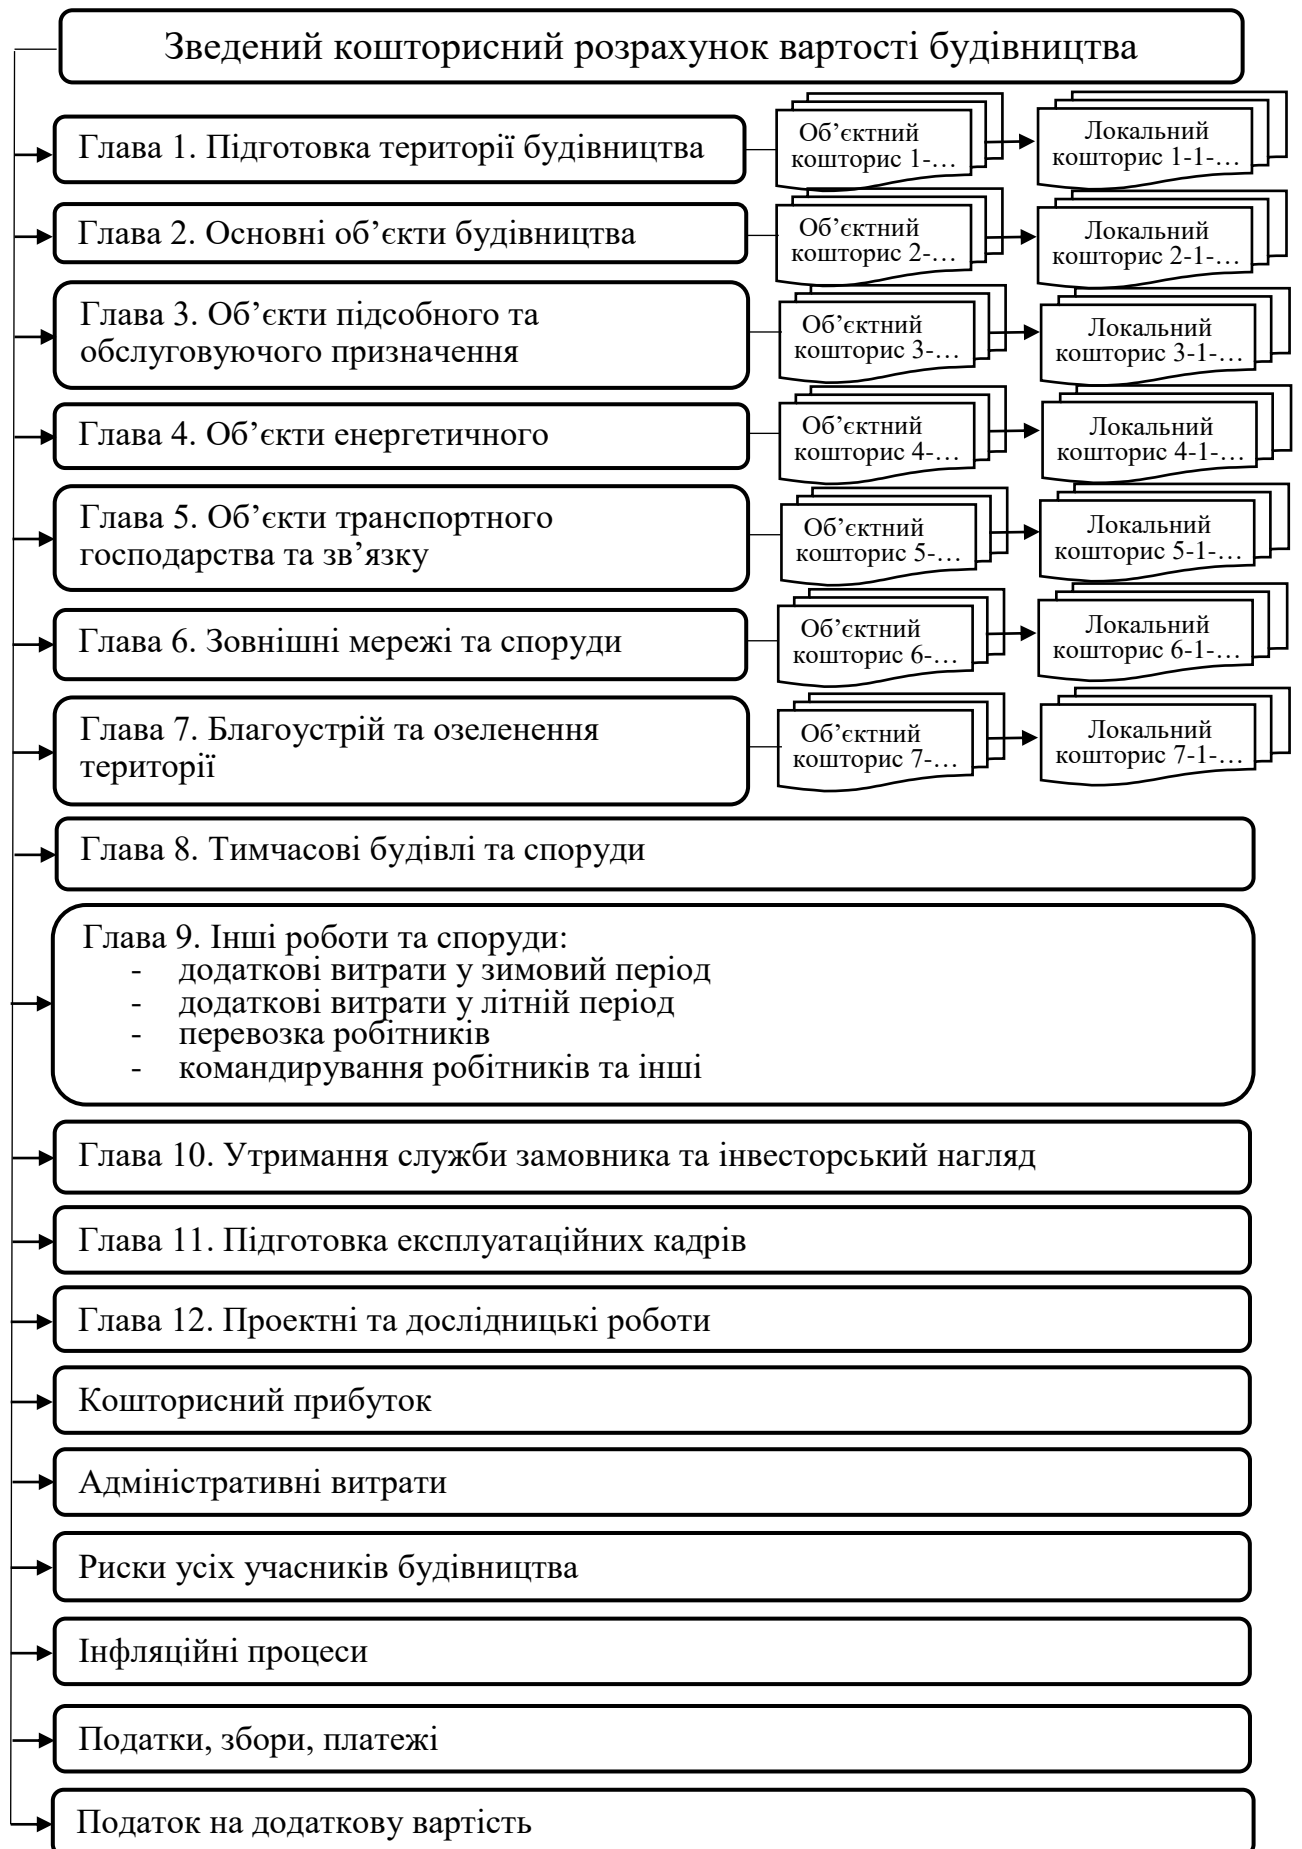 Зведений кошторисний розрахунок вартості будівництва
Глава 1. Підготовка території будівництва
Об’єктний
кошторис 1-…
Локальний
кошторис 1-1-…
Глава 2. Основні об’єкти будівництва
Об’єктний
кошторис 2-…
Локальний
кошторис 2-1-…
Глава 3. Об’єкти підсобного та
обслуговуючого призначення
Об’єктний
кошторис 3-…
Локальний
кошторис 3-1-…
Глава 4. Об’єкти енергетичного
Об’єктний
кошторис 4-…
Локальний
кошторис 4-1-…
Глава 5. Об’єкти транспортного
господарства та зв’язку
Об’єктний
кошторис 5-…
Локальний
кошторис 5-1-…
Глава 6. Зовнішні мережі та споруди
Об’єктний
кошторис 6-…
Локальний
кошторис 6-1-…
Глава 7. Благоустрій та озеленення
території
Об’єктний
кошторис 7-…
Локальний
кошторис 7-1-…
Глава 8. Тимчасові будівлі та споруди
Глава 9. Інші роботи та споруди:
- додаткові витрати у зимовий період
- додаткові витрати у літній період
- перевозка робітників
- командирування робітників та інші
Глава 10. Утримання служби замовника та інвесторський нагляд
Глава 11. Підготовка експлуатаційних кадрів
Глава 12. Проектні та дослідницькі роботи
Кошторисний прибуток
Адміністративні витрати
Риски усіх учасників будівництва
Інфляційні процеси
Податки, збори, платежі
Податок на додаткову вартість